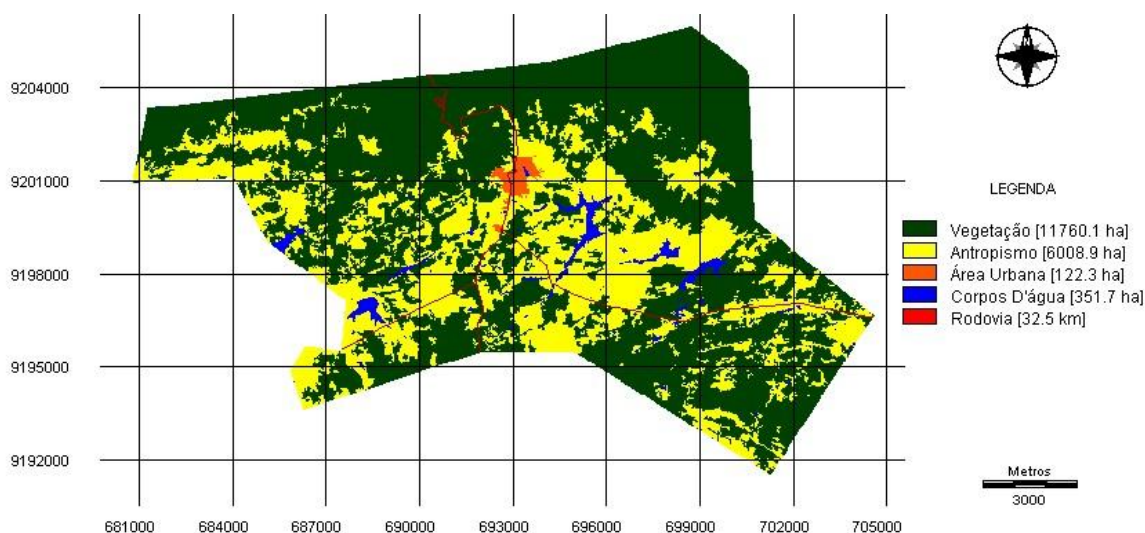 9204000
9201000
9198000
9195000
9192000
681000 684000 687000 690000 693000 696000 699000 702000 705000
LEGENDA
Vegetação [11760.1 ha]
Antropismo [6008.9 ha]
Área Urbana [122.3 ha]
Corpos D'água [351.7 ha]
Rodovia [32.5 km]
Metros
3000